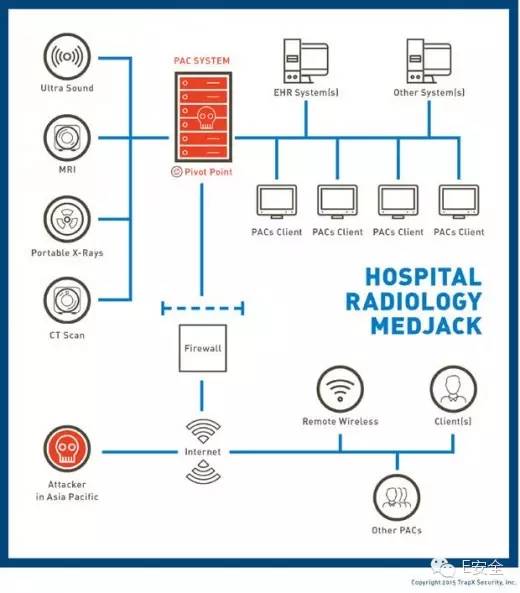 Ultra Sound
MRI
Portable X-Rays
CT Scan
PAC SYSTEM
Pivot Point
EHR System(s)
Other System(s)
PACs Client
PACs Client
PACs Client
PACs Client
HOSPITAL
RADIOLOGY
MEDJACK
Firewall
Internet
Attacker
in Asia Pacific
Remote Wireless
Client(s)
Other PACs
E安全
Copyright 2015 TrapX Security, Inc.